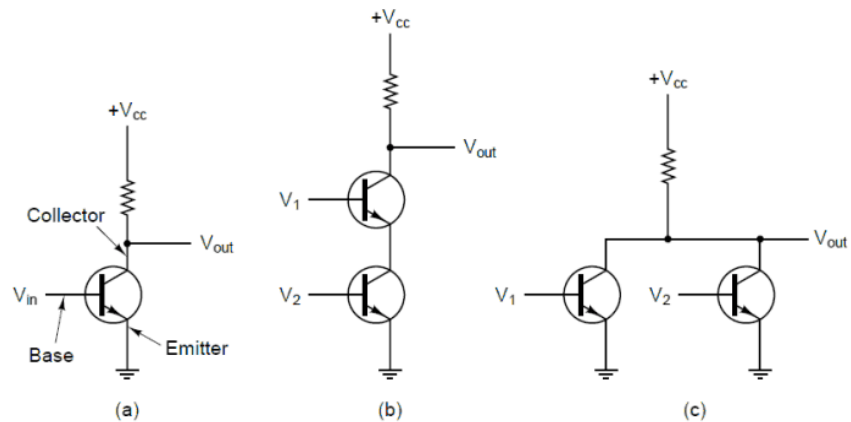 +Vcc
Collector
Vout
Vin
Base
Emitter
(a)
+Vcc
Vout
V1
V2
(b)
+Vcc
Vout
V1
V2
(c)